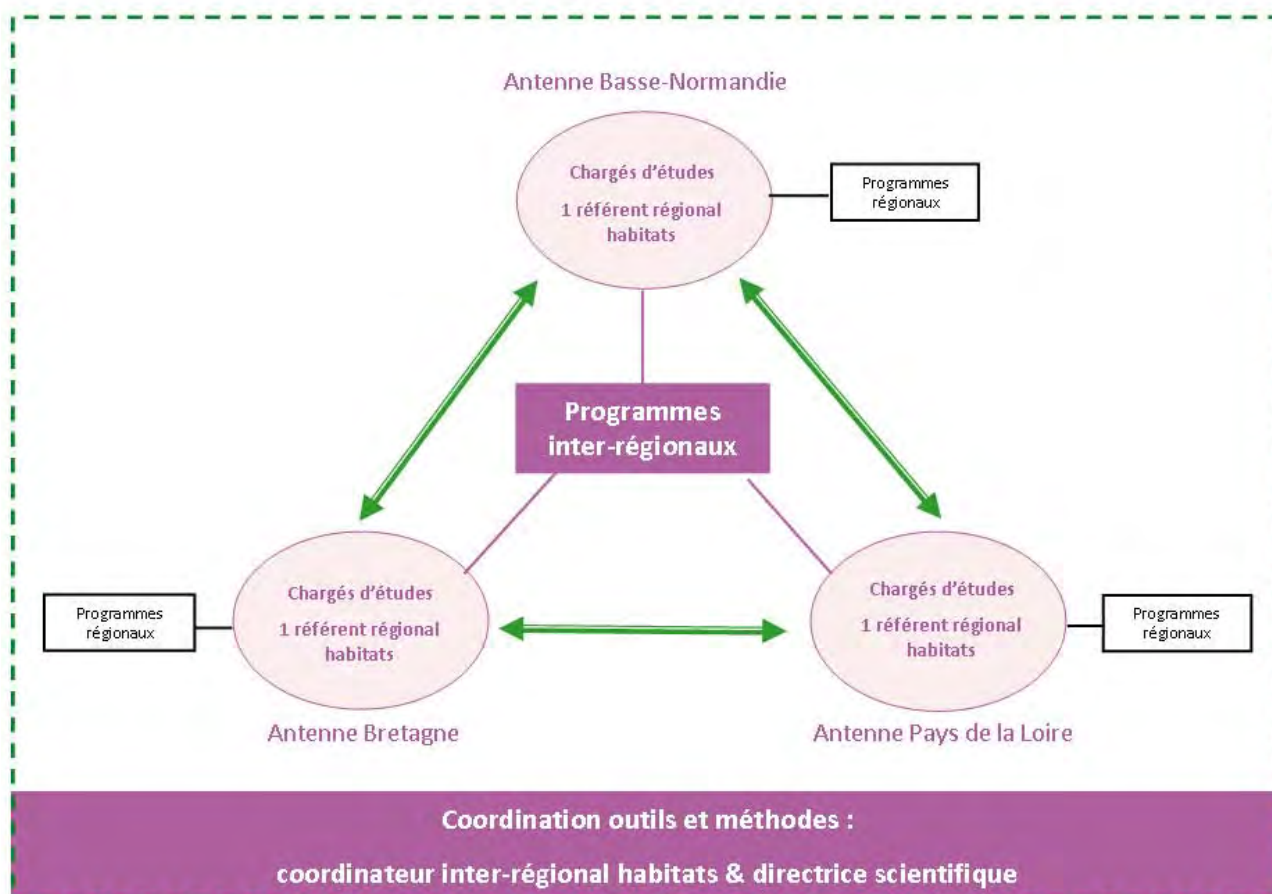 Antenne Basse-Normandie
Chargés d'études
1 référent régional
habitats
Programmes
régionaux
Programmes
inter-régionaux
Programmes
régionaux
Chargés d'études
1 référent régional
habitats
Antenne Bretagne
Chargés d'études
1 référent régional
habitats
Programmes
régionaux
Antenne Pays de la Loire
Coordination outils et méthodes :
coordinateur inter-régional habitats & directrice scientifique